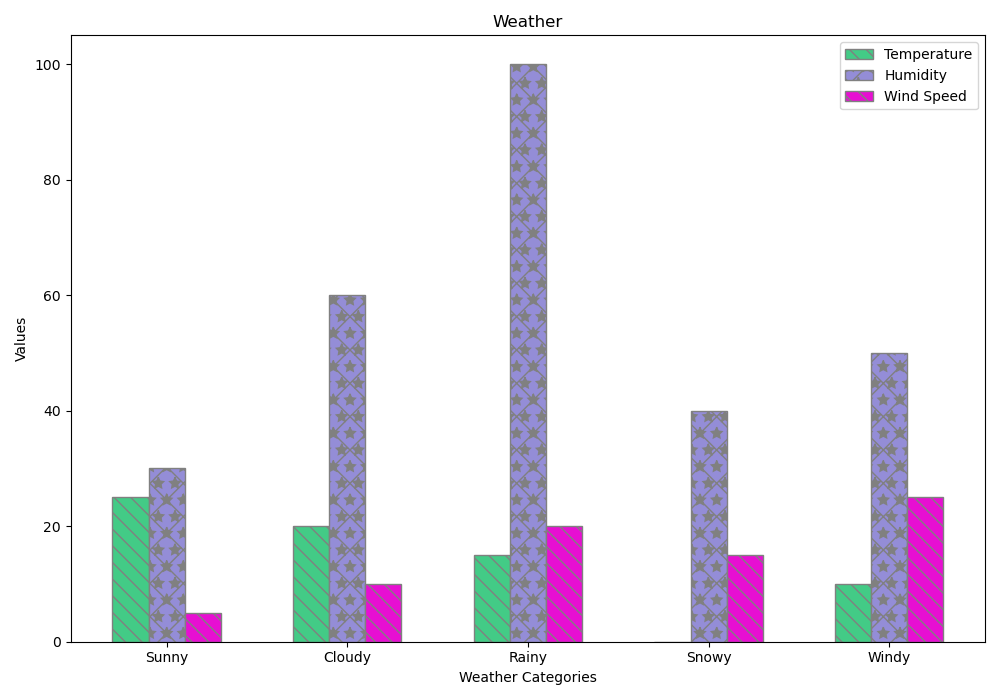 Weather
Temperature
Humidity
Wind Speed
Values
100
80
60
40
20
0
Sunny
Cloudy
Rainy
Snowy
Windy
Weather Categories